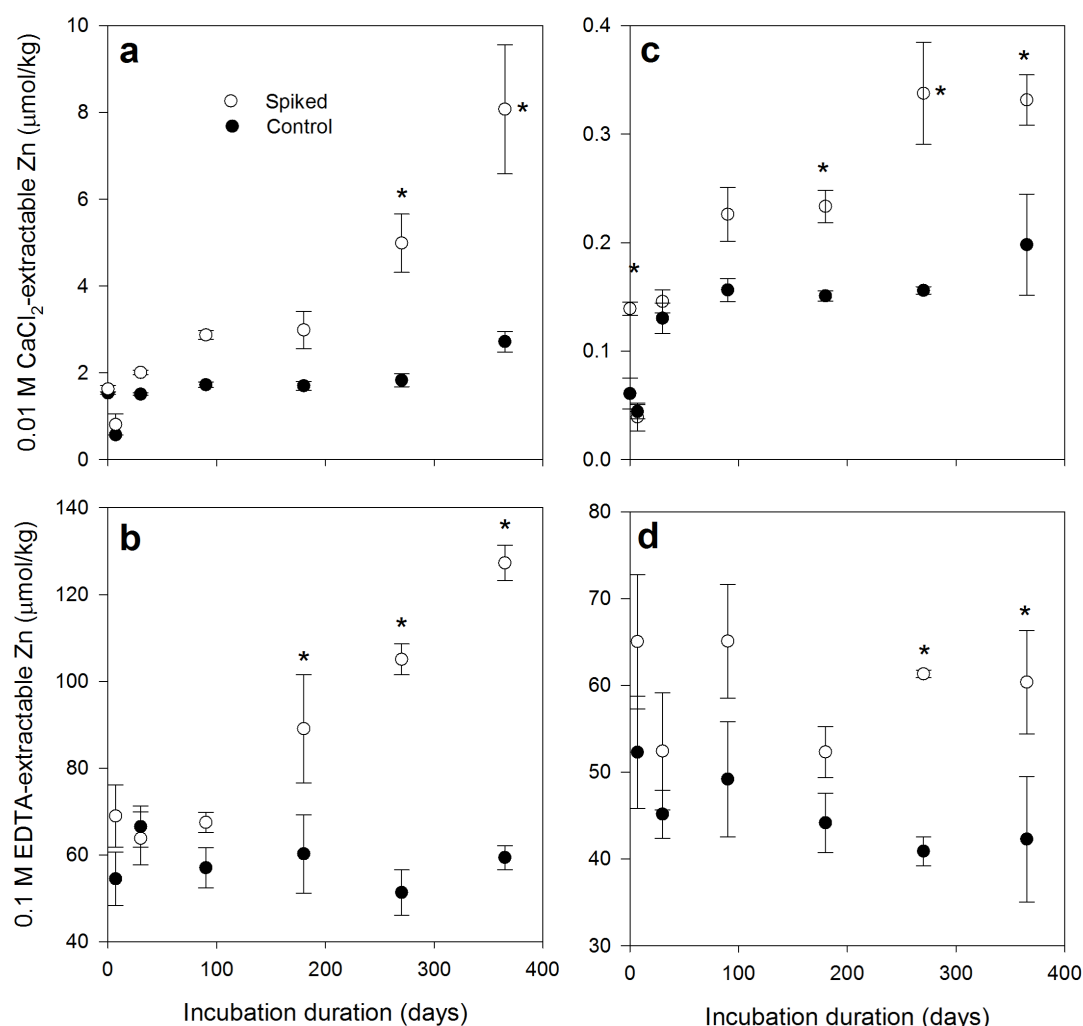 a
0.01 M CaCl₂-extractable Zn (μmol/kg)
10
8
6
4
2
0
Spiked
Control
*
*
c
0.4
0.3
0.2
0.1
0.0
*
*
*
*
b
0.1 M EDTA-extractable Zn (μmol/kg)
140
120
100
80
60
40
*
*
*
0 100 200 300 400
Incubation duration (days)
d
80
70
60
50
40
30
*
*
0 100 200 300 400
Incubation duration (days)